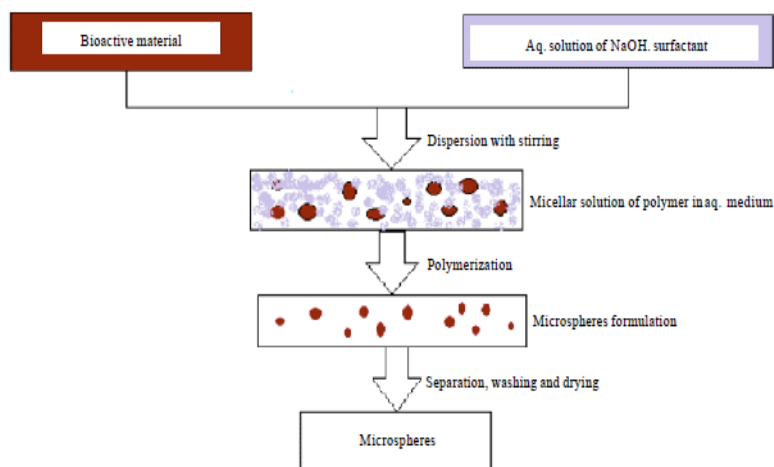 Bioactive material
Aq. solution of NaOH. surfactant
Dispersion with stirring
Micellar solution of polymer in aq. medium
Polymerization
Microspheres formulation
Separation, washing and drying
Microspheres